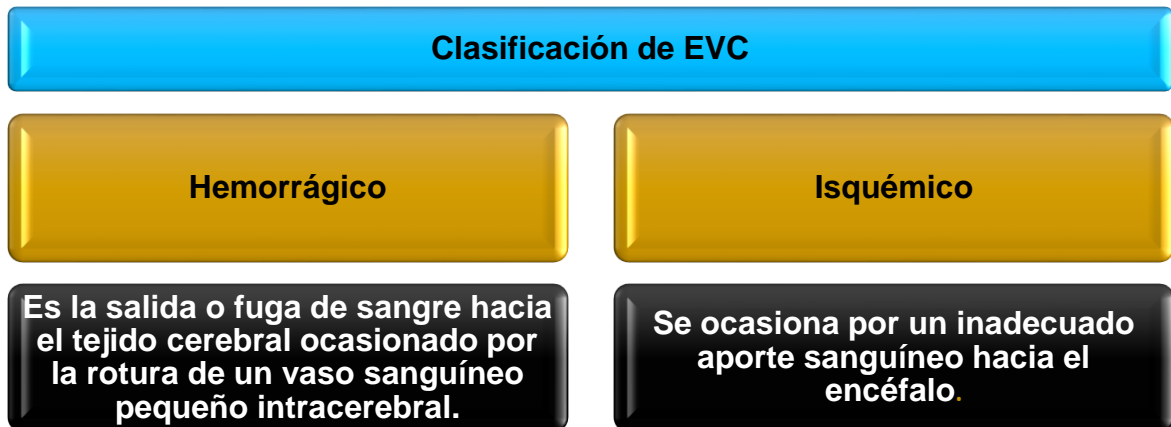 Clasificación de EVC
Hemorrágico
Isquémico
Es la salida o fuga de sangre hacia
el tejido cerebral ocasionado por
la rotura de un vaso sanguíneo
pequeño intracerebral.
Se ocasiona por un inadecuado
aporte sanguíneo hacia el
encéfalo.